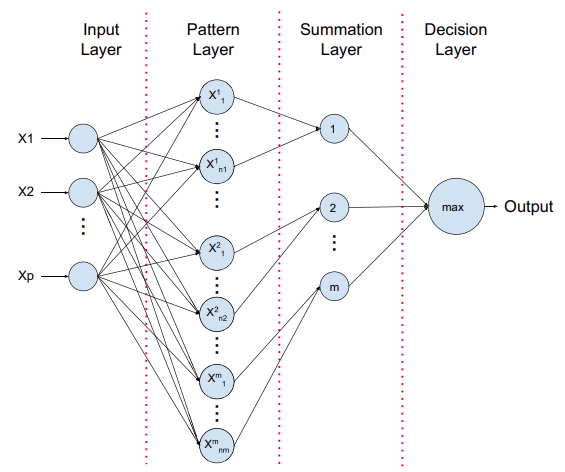 Input
Layer
Pattern
Layer
Summation
Layer
Decision
Layer
X1
X2
Xp
X¹₁
X¹ₙ₁
X²₁
X²ₙ₂
Xᵐ₁
Xᵐₙₘ
1
2
m
max
Output